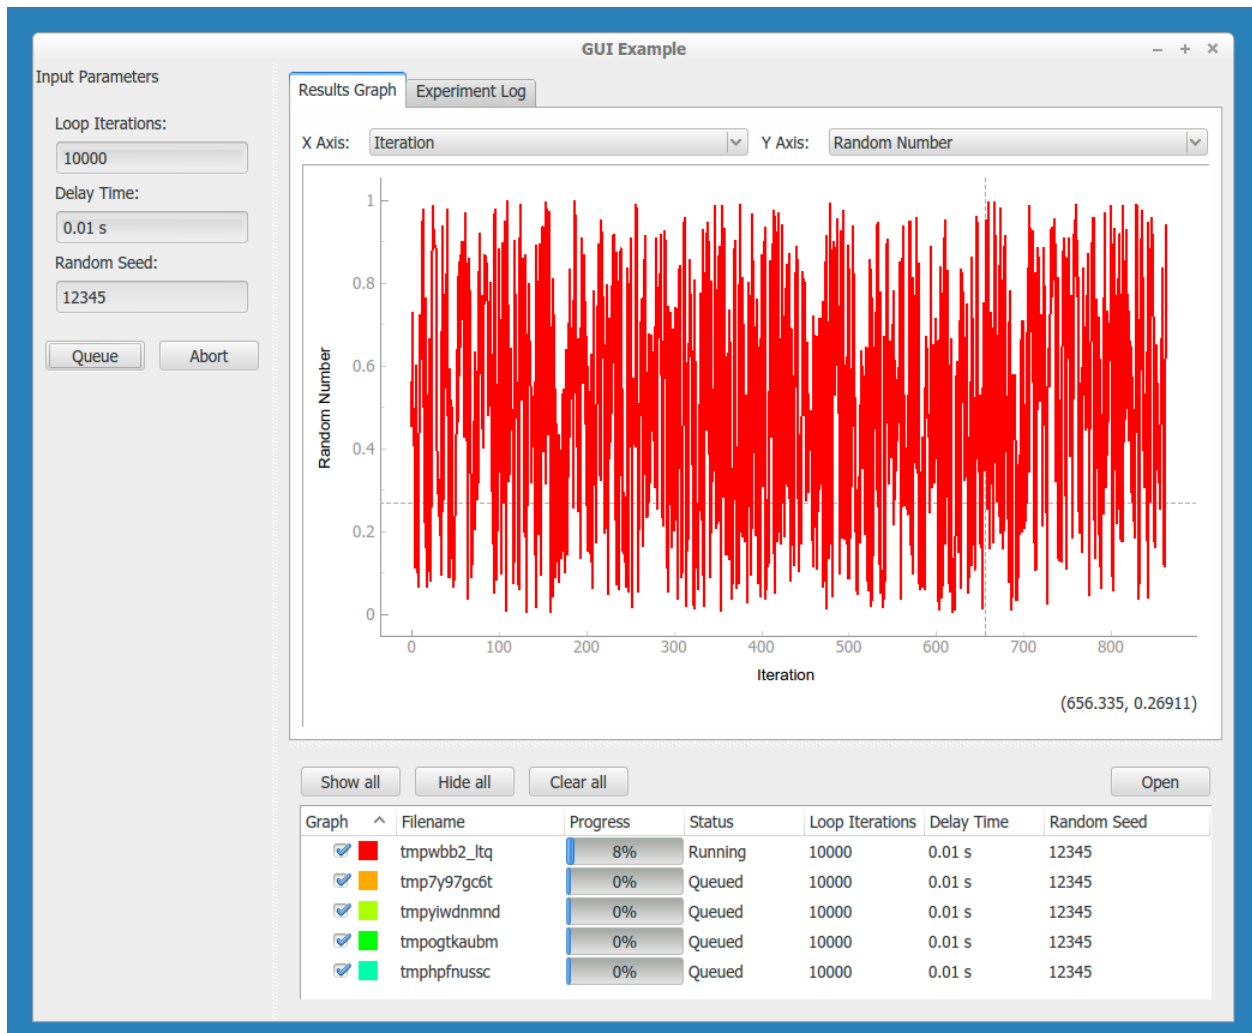 GUI Example
Input Parameters
Loop Iterations:
10000
Delay Time:
0.01 s
Random Seed:
12345
Queue Abort
Results Graph Experiment Log
X Axis: Iteration Y Axis: Random Number
1
0.8
0.6
0.4
0.2
0
Random Number
0 100 200 300 400 500 600 700 800
Iteration
(656.335, 0.26911)
Show all Hide all Clear all Open
Graph Filename Progress Status Loop Iterations Delay Time Random Seed
tmpwbb2_ltq 8% Running 10000 0.01 s 12345
tmp7y97gc6t 0% Queued 10000 0.01 s 12345
tmpyiwdnmnd 0% Queued 10000 0.01 s 12345
tmpogtkaubm 0% Queued 10000 0.01 s 12345
tmphpfnussc 0% Queued 10000 0.01 s 12345